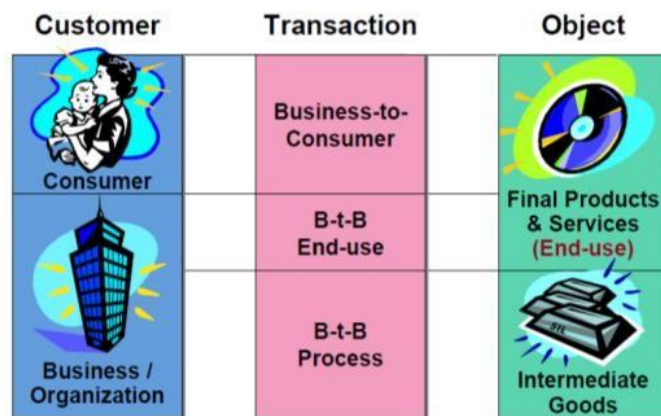 Customer Transaction Object
Business-to-
Consumer
Consumer
B-t-B
End-use
Final Products
& Services
(End-use)
B-t-B
Process
Business /
Organization
Intermediate
Goods